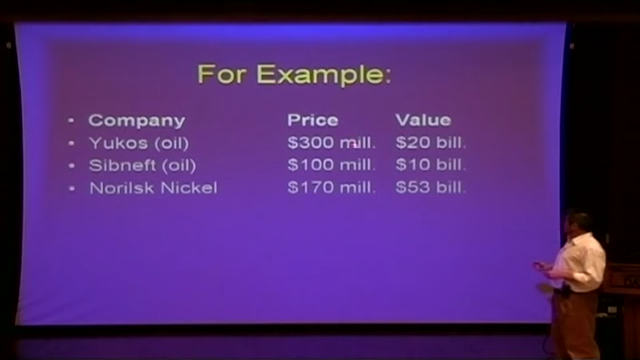 For Example:
• Company Price Value
• Yukos (oil) $300 mill. $20 bill.
• Sibneft (oil) $100 mill. $10 bill.
• Norilsk Nickel $170 mill. $53 bill.